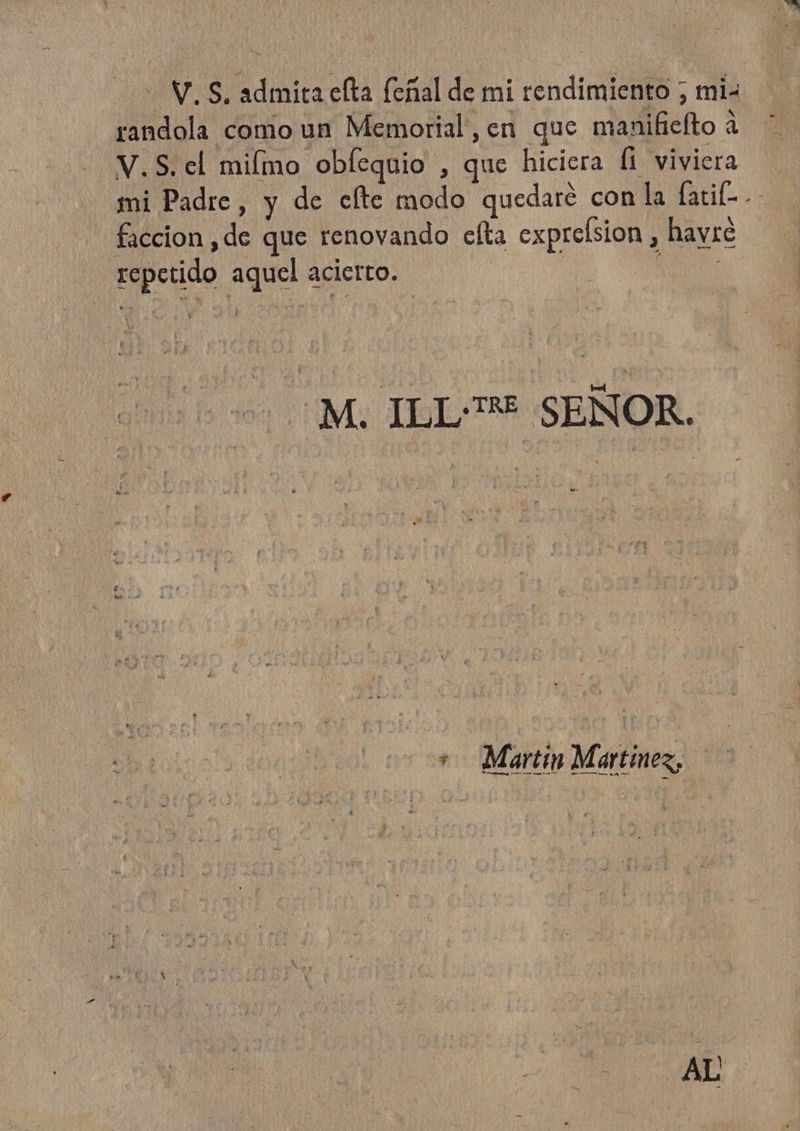 V. S. admita eſta ſeñal de mi rendimiento ; mi-
randola como un Memorial , en que manifieſto à
V. S. el miſmo obſequio , que hiciera ſi viviera
mi Padre, y de eſte modo quedarè con la ſatiſ-
faccion , de que renovando eſta expreſsion , havrè
repetido aquel acierto.
M. ILL.TRE SEÑOR.
Martin Martinez,
AL